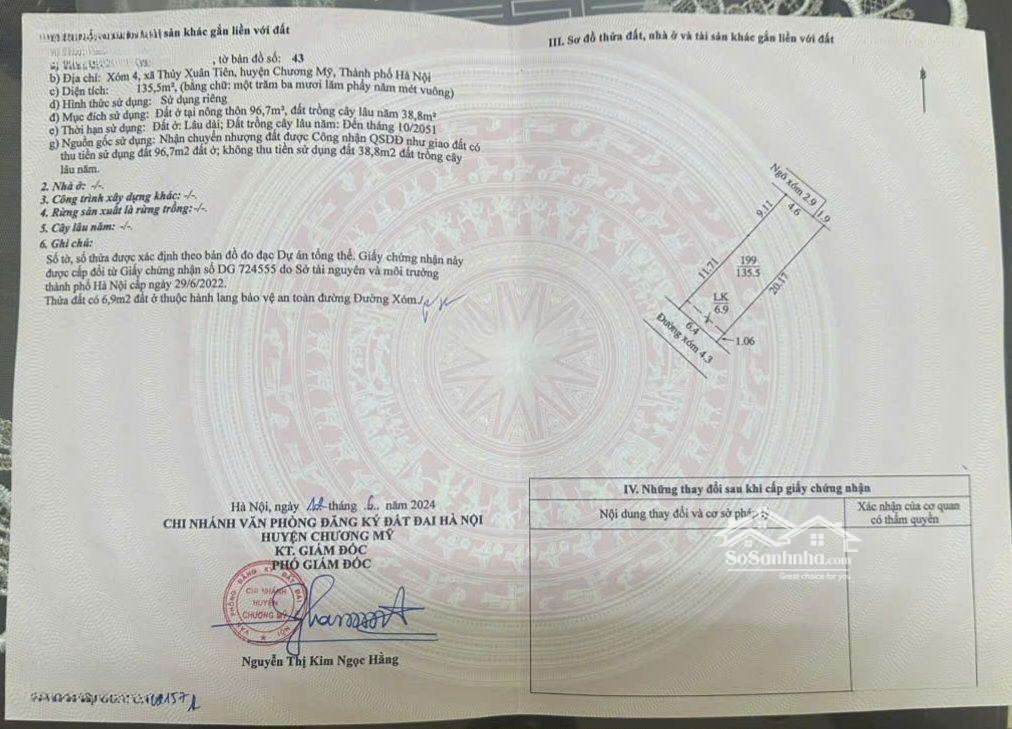 sản khác gắn liền với đất
, tờ bản đồ số: 43
b) Địa chỉ: Xóm 4, xã Thủy Xuân Tiên, huyện Chương Mỹ, Thành phố Hà Nội
c) Diện tích: 135,5m², (bằng chữ: một trăm ba mươi lăm phẩy năm mét vuông)
d) Hình thức sử dụng: Sử dụng riêng
đ) Mục đích sử dụng: Đất ở tại nông thôn 96,7m², đất trồng cây lâu năm 38,8m²
e) Thời hạn sử dụng: Đất ở: Lâu dài; Đất trồng cây lâu năm: Đến tháng 10/2051
g) Nguồn gốc sử dụng: Nhận chuyển nhượng đất được Công nhận QSDĐ như giao đất có
thu tiền sử dụng đất 96,7m2 đất ở; không thu tiền sử dụng đất 38,8m2 đất trồng cây
lâu năm.
2. Nhà ở: -/-.
3. Công trình xây dựng khác: -/-.
4. Rừng sản xuất là rừng trồng:-/-.
5. Cây lâu năm: -/-.
6. Ghi chú:
Số tờ, số thửa được xác định theo bản đồ đo đạc Dự án tổng thể. Giấy chứng nhận này
được cấp đổi từ Giấy chứng nhận số DG 724555 do Sở tài nguyên và môi trường
thành phố Hà Nội cấp ngày 29/6/2022.
Thửa đất có 6,9m2 đất ở thuộc hành lang bảo vệ an toàn đường Đường Xóm./.
Hà Nội, ngày tháng 6 năm 2024
CHI NHÁNH VĂN PHÒNG ĐĂNG KÝ ĐẤT ĐAI HÀ NỘI
HUYỆN CHƯƠNG MỸ
KT. GIÁM ĐỐC
PHÓ GIÁM ĐỐC
CHI NHÁNH
HUYỆN
CHƯƠNG MỸ
Nguyễn Thị Kim Ngọc Hằng
III. Sơ đồ thửa đất, nhà ở và tài sản khác gắn liền với đất
B
Ngõ xóm 2.9
9.11
4.6
1.9
11.71
199
135.5
20.17
LK
6.9
6.4
1.06
Đường xóm 4.3
IV. Những thay đổi sau khi cấp giấy chứng nhận
Nội dung thay đổi và cơ sở pháp lý
Xác nhận của cơ quan
có thẩm quyền
SoSanhnha.com
Great choice for you